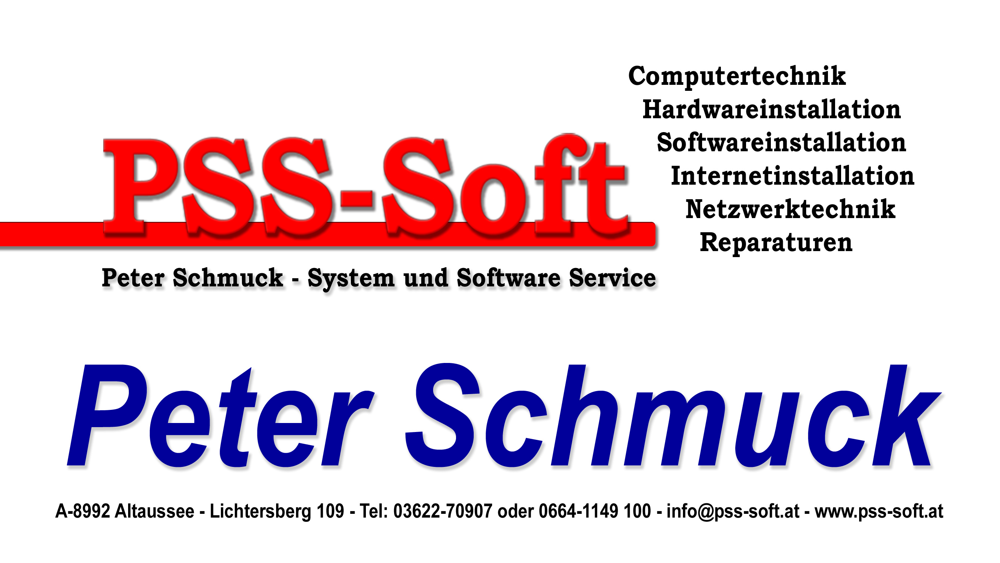 Computertechnik
Hardwareinstallation
Softwareinstallation
Internetinstallation
Netzwerktechnik
Reparaturen
PSS-Soft
Peter Schmuck - System und Software Service
Peter Schmuck
A-8992 Altaussee - Lichtersberg 109 - Tel: 03622-70907 oder 0664-1149 100 - info@pss-soft.at - www.pss-soft.at